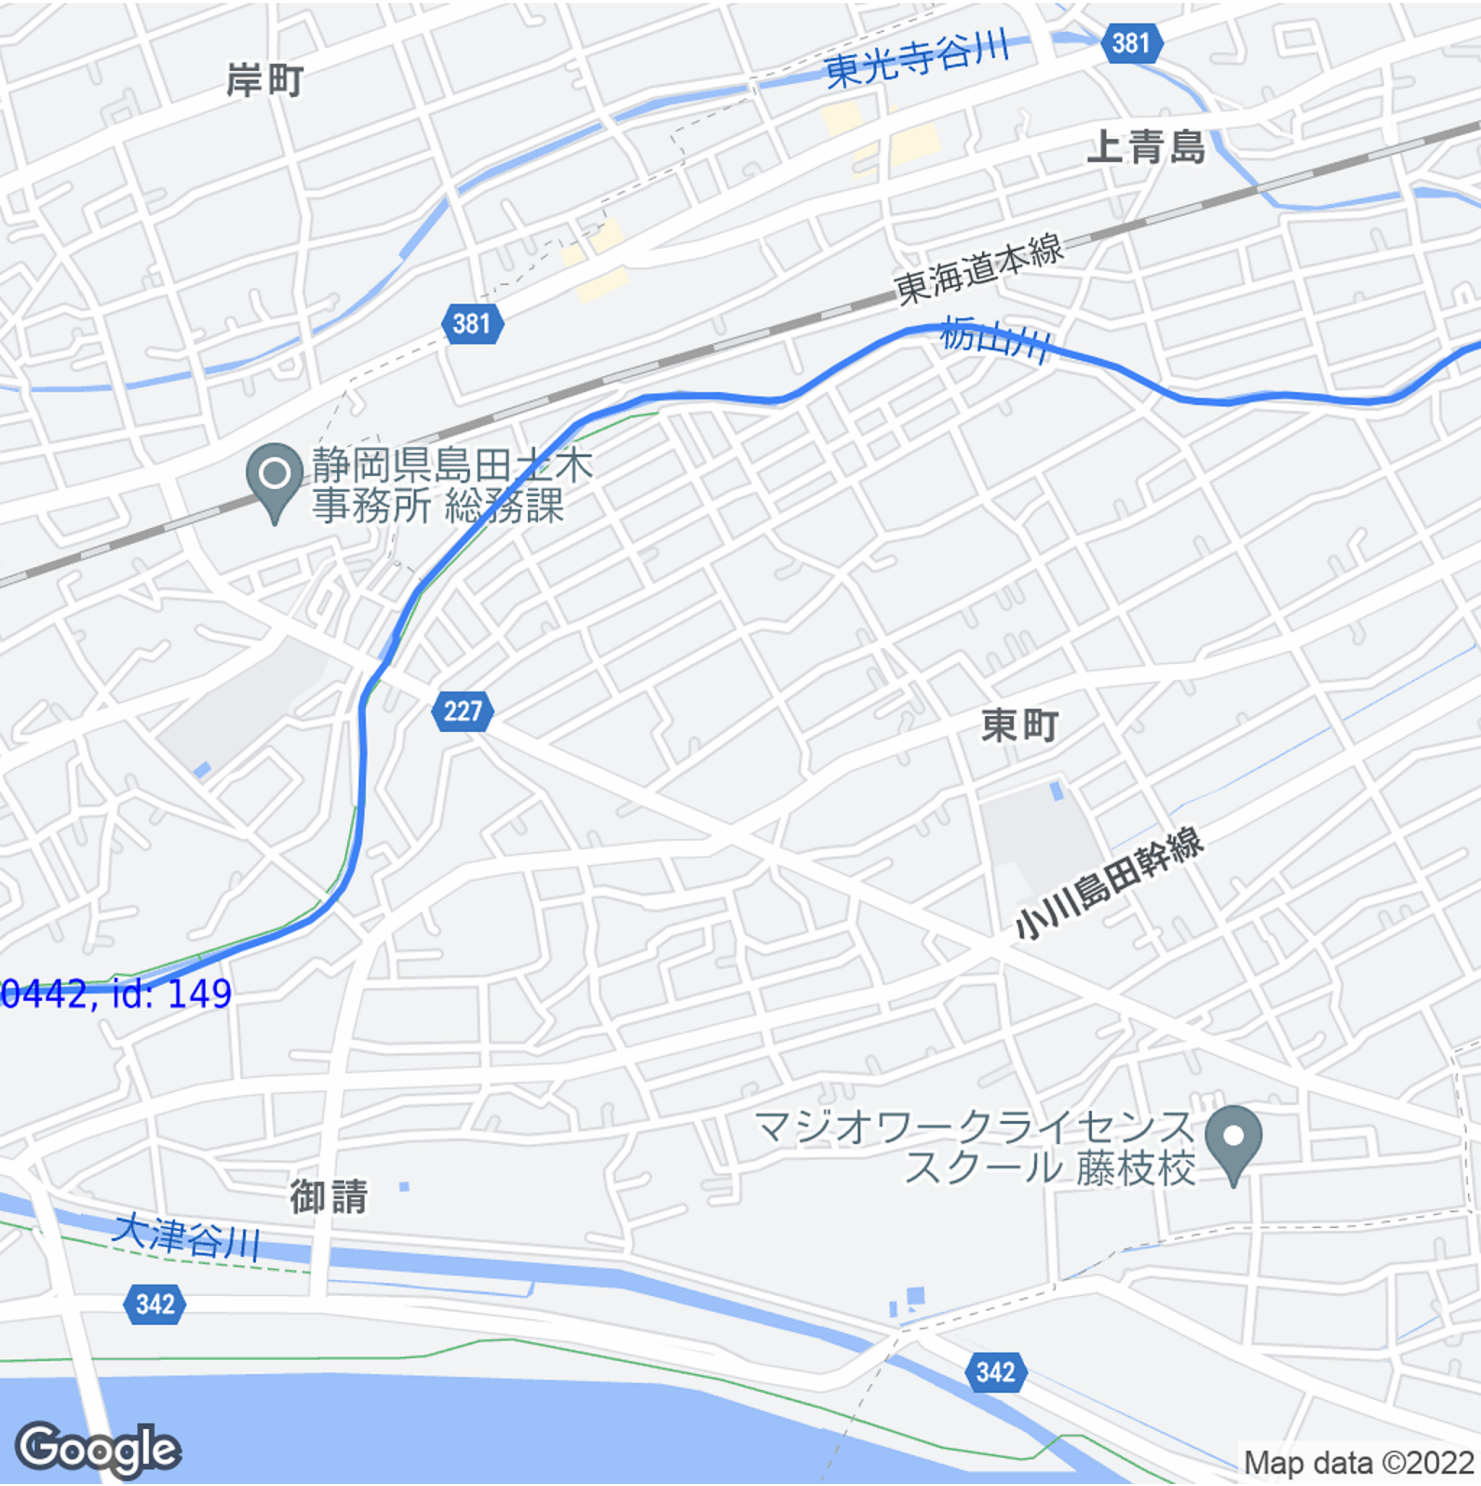 381
東光寺谷川
岸町
上青島
東海道本線
381
栃山川
静岡県島田土木
事務所 総務課
227
東町
小川島田幹線
0442, id: 149
マジオワークライセンス
スクール 藤枝校
御請
大津谷川
342
342
Google
Map data ©2022